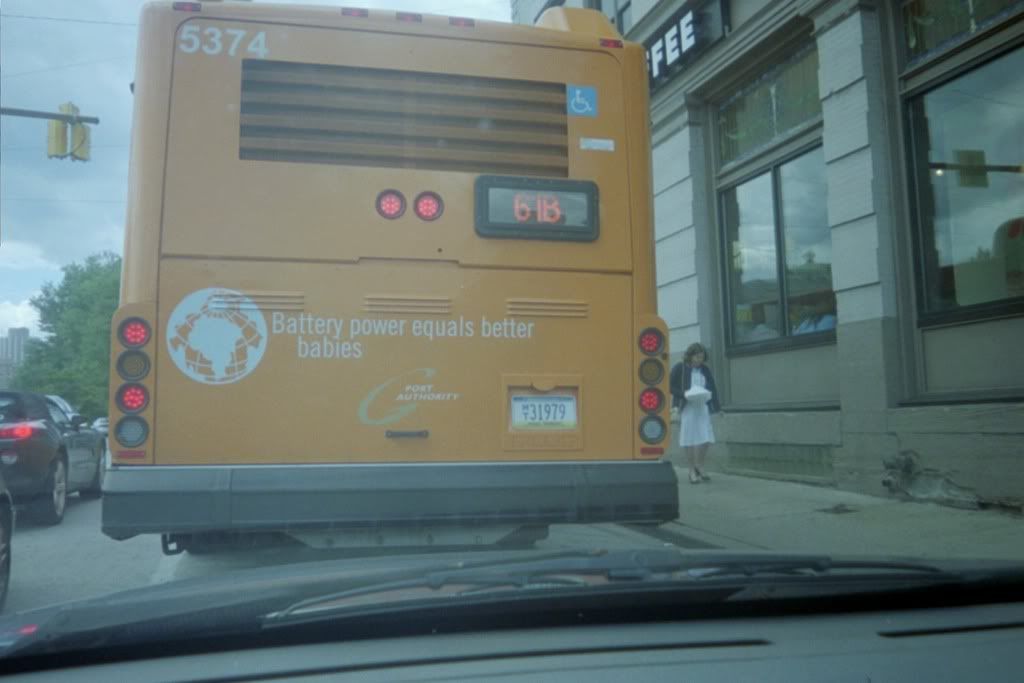 5374
FFEE
61B
Battery power equals better
babies
PORT
AUTHORITY
31979